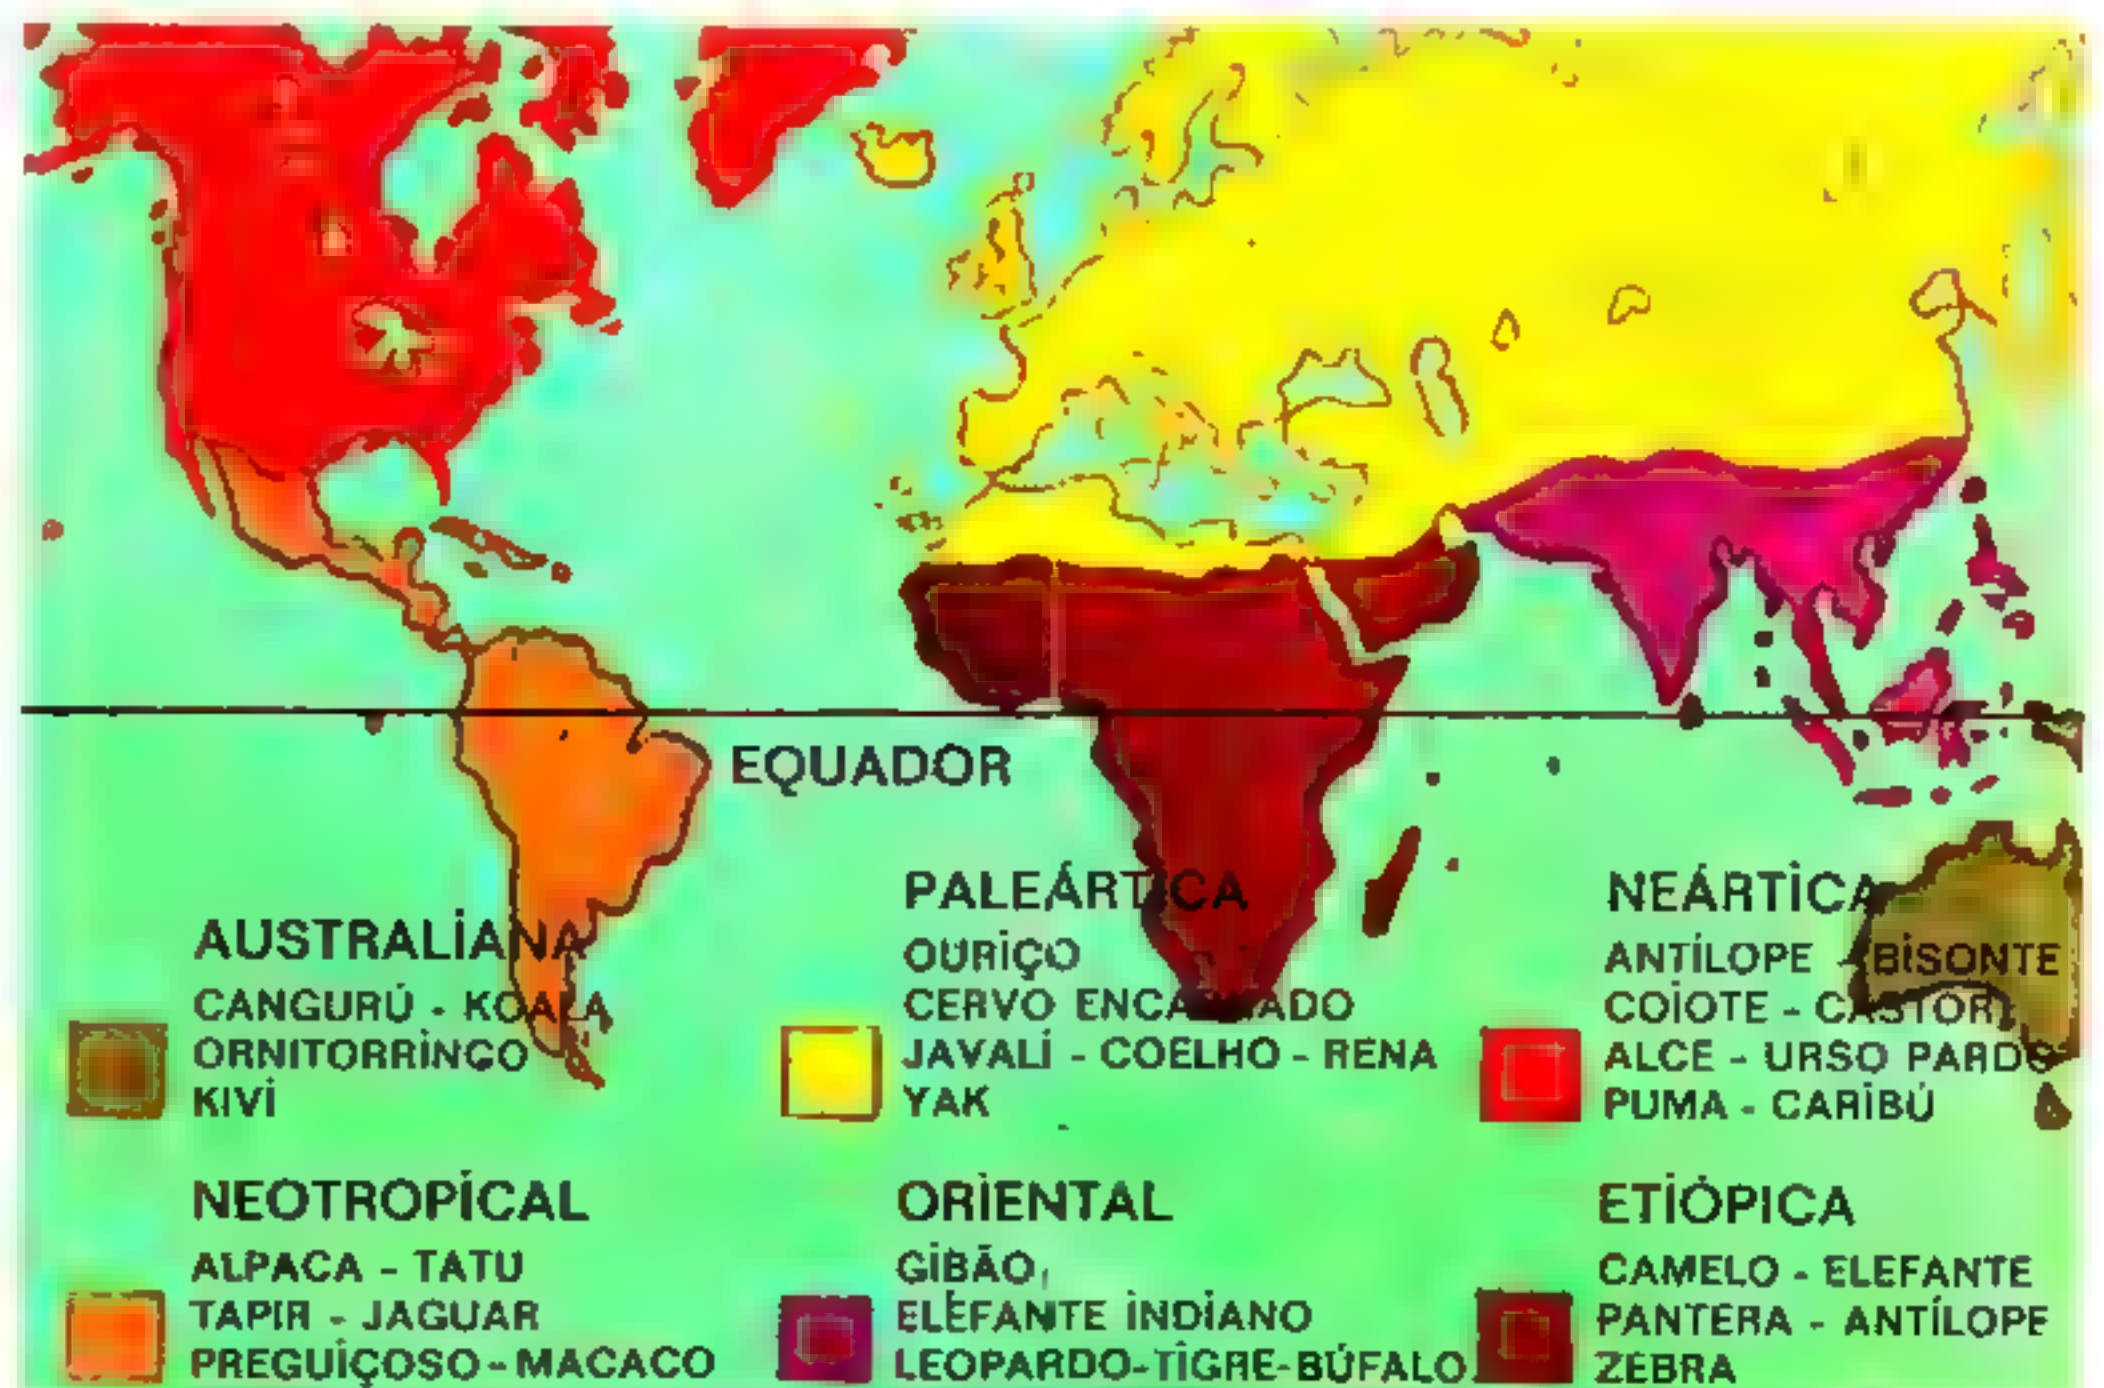 EQUADOR
AUSTRALIANA
CANGURÚ - KOALA
ORNITORRINCO
KIVI
PALEÁRTICA
OURIÇO
CERVO ENCARNADO
JAVALÍ - COELHO - RENA
YAK
NEÁRTICA
ANTÍLOPE - BISONTE
COIOTE - CASTOR
ALCE - URSO PARDO
PUMA - CARIBÚ
NEOTROPICAL
ALPACA - TATU
TAPIR - JAGUAR
PREGUIÇOSO - MACACO
ORIENTAL
GIBÃO
ELEFANTE INDIANO
LEOPARDO-TIGRE-BÚFALO
ETIÓPICA
CAMELO - ELEFANTE
PANTERA - ANTÍLOPE
ZEBRA